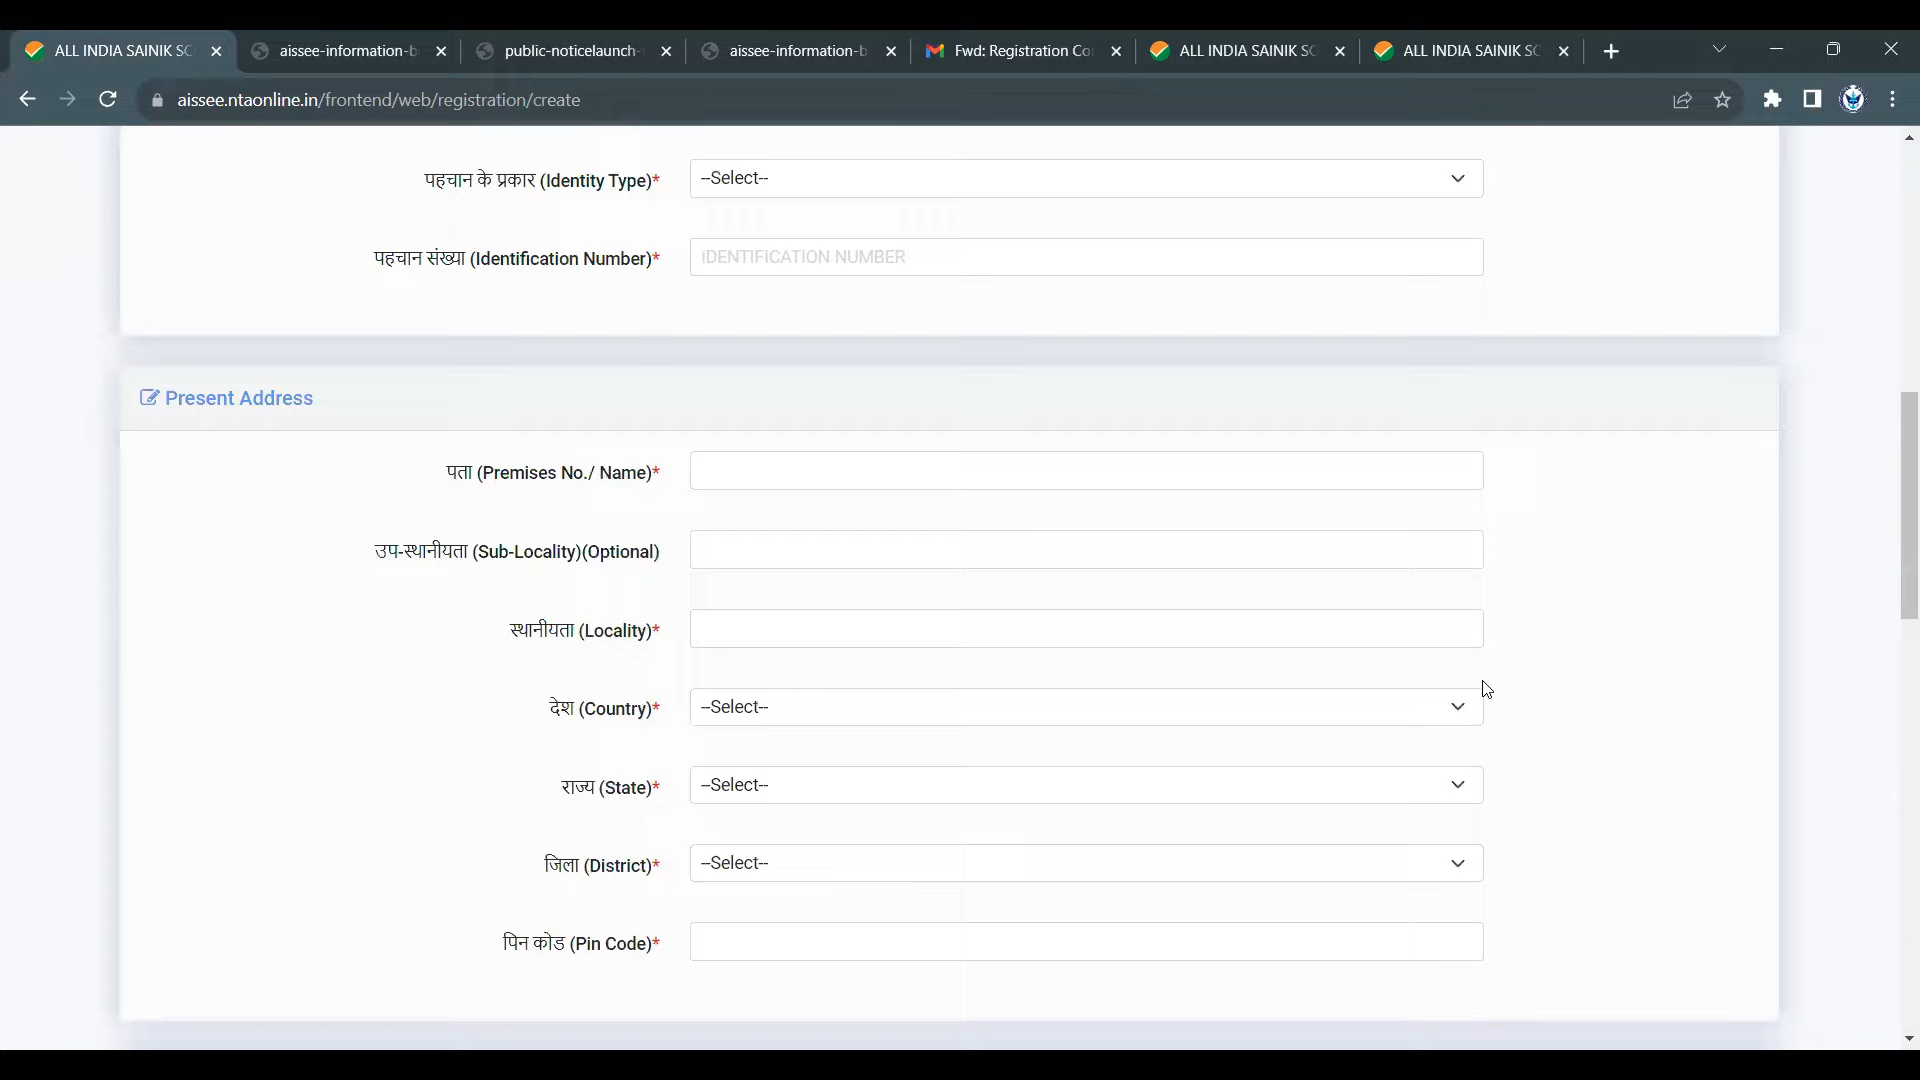 ALL INDIA SAINIK SC
aissee-information-b
public-noticelaunch-
aissee-information-b
Fwd: Registration Co
ALL INDIA SAINIK SC
ALL INDIA SAINIK SC
aissee.ntaonline.in/frontend/web/registration/create
पहचान के प्रकार (Identity Type)* --Select--
पहचान संख्या (Identification Number)* IDENTIFICATION NUMBER
Present Address
पता (Premises No./ Name)*
उप-स्थानीयता (Sub-Locality)(Optional)
स्थानीयता (Locality)*
देश (Country)* --Select--
राज्य (State)* --Select--
जिला (District)* --Select--
पिन कोड (Pin Code)*